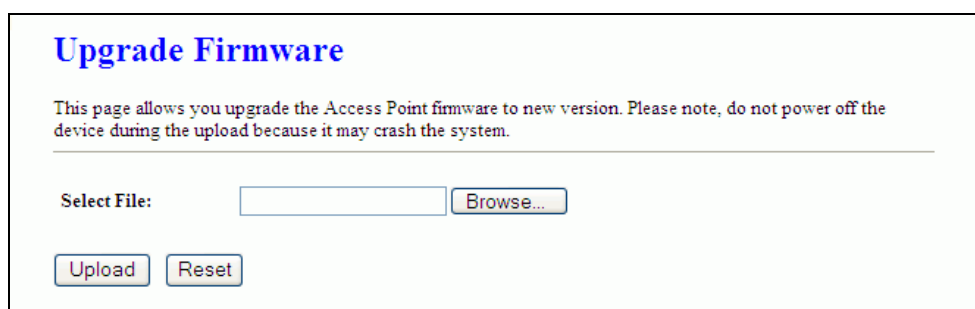 Upgrade Firmware
This page allows you upgrade the Access Point firmware to new version. Please note, do not power off the
device during the upload because it may crash the system.
Select File: Browse...
Upload Reset